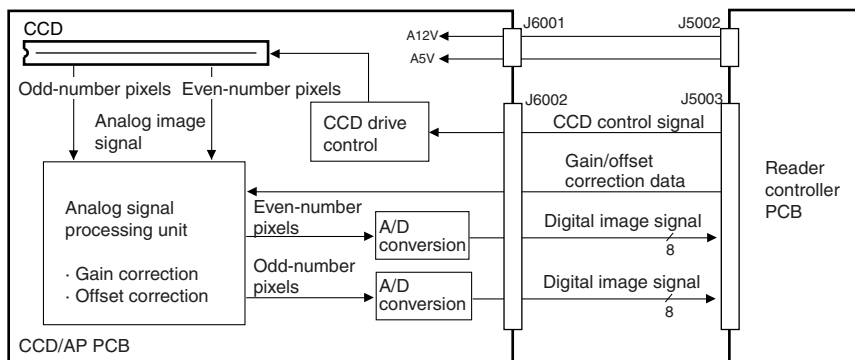 CCD
J6001
J5002
A12V
A5V
Odd-number pixels
Even-number pixels
J6002
J5003
Analog image
signal
CCD drive
control
CCD control signal
Gain/offset
correction data
Reader
controller
PCB
Analog signal
processing unit
· Gain correction
· Offset correction
Even-number
pixels
A/D
conversion
Digital image signal
8
Odd-number
pixels
A/D
conversion
Digital image signal
8
CCD/AP PCB